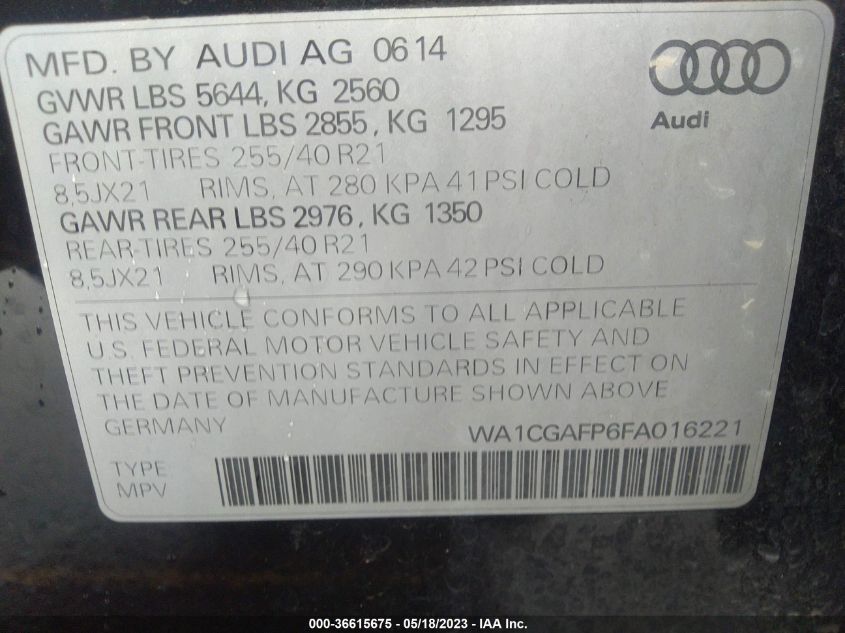 MFD. BY AUDI AG 06 14
GVWR LBS 5644, KG 2560
GAWR FRONT LBS 2855, KG 1295
FRONT-TIRES 255/40 R21
8,5JX21 RIMS, AT 280 KPA 41 PSI COLD
GAWR REAR LBS 2976, KG 1350
REAR-TIRES 255/40 R21
8,5JX21 RIMS, AT 290 KPA 42 PSI COLD
Audi
THIS VEHICLE CONFORMS TO ALL APPLICABLE
U.S. FEDERAL MOTOR VEHICLE SAFETY AND
THEFT PREVENTION STANDARDS IN EFFECT ON
THE DATE OF MANUFACTURE SHOWN ABOVE
GERMANY WA1CGAFP6FA016221
TYPE
MPV
000-36615675 - 05/18/2023 - IAA Inc.